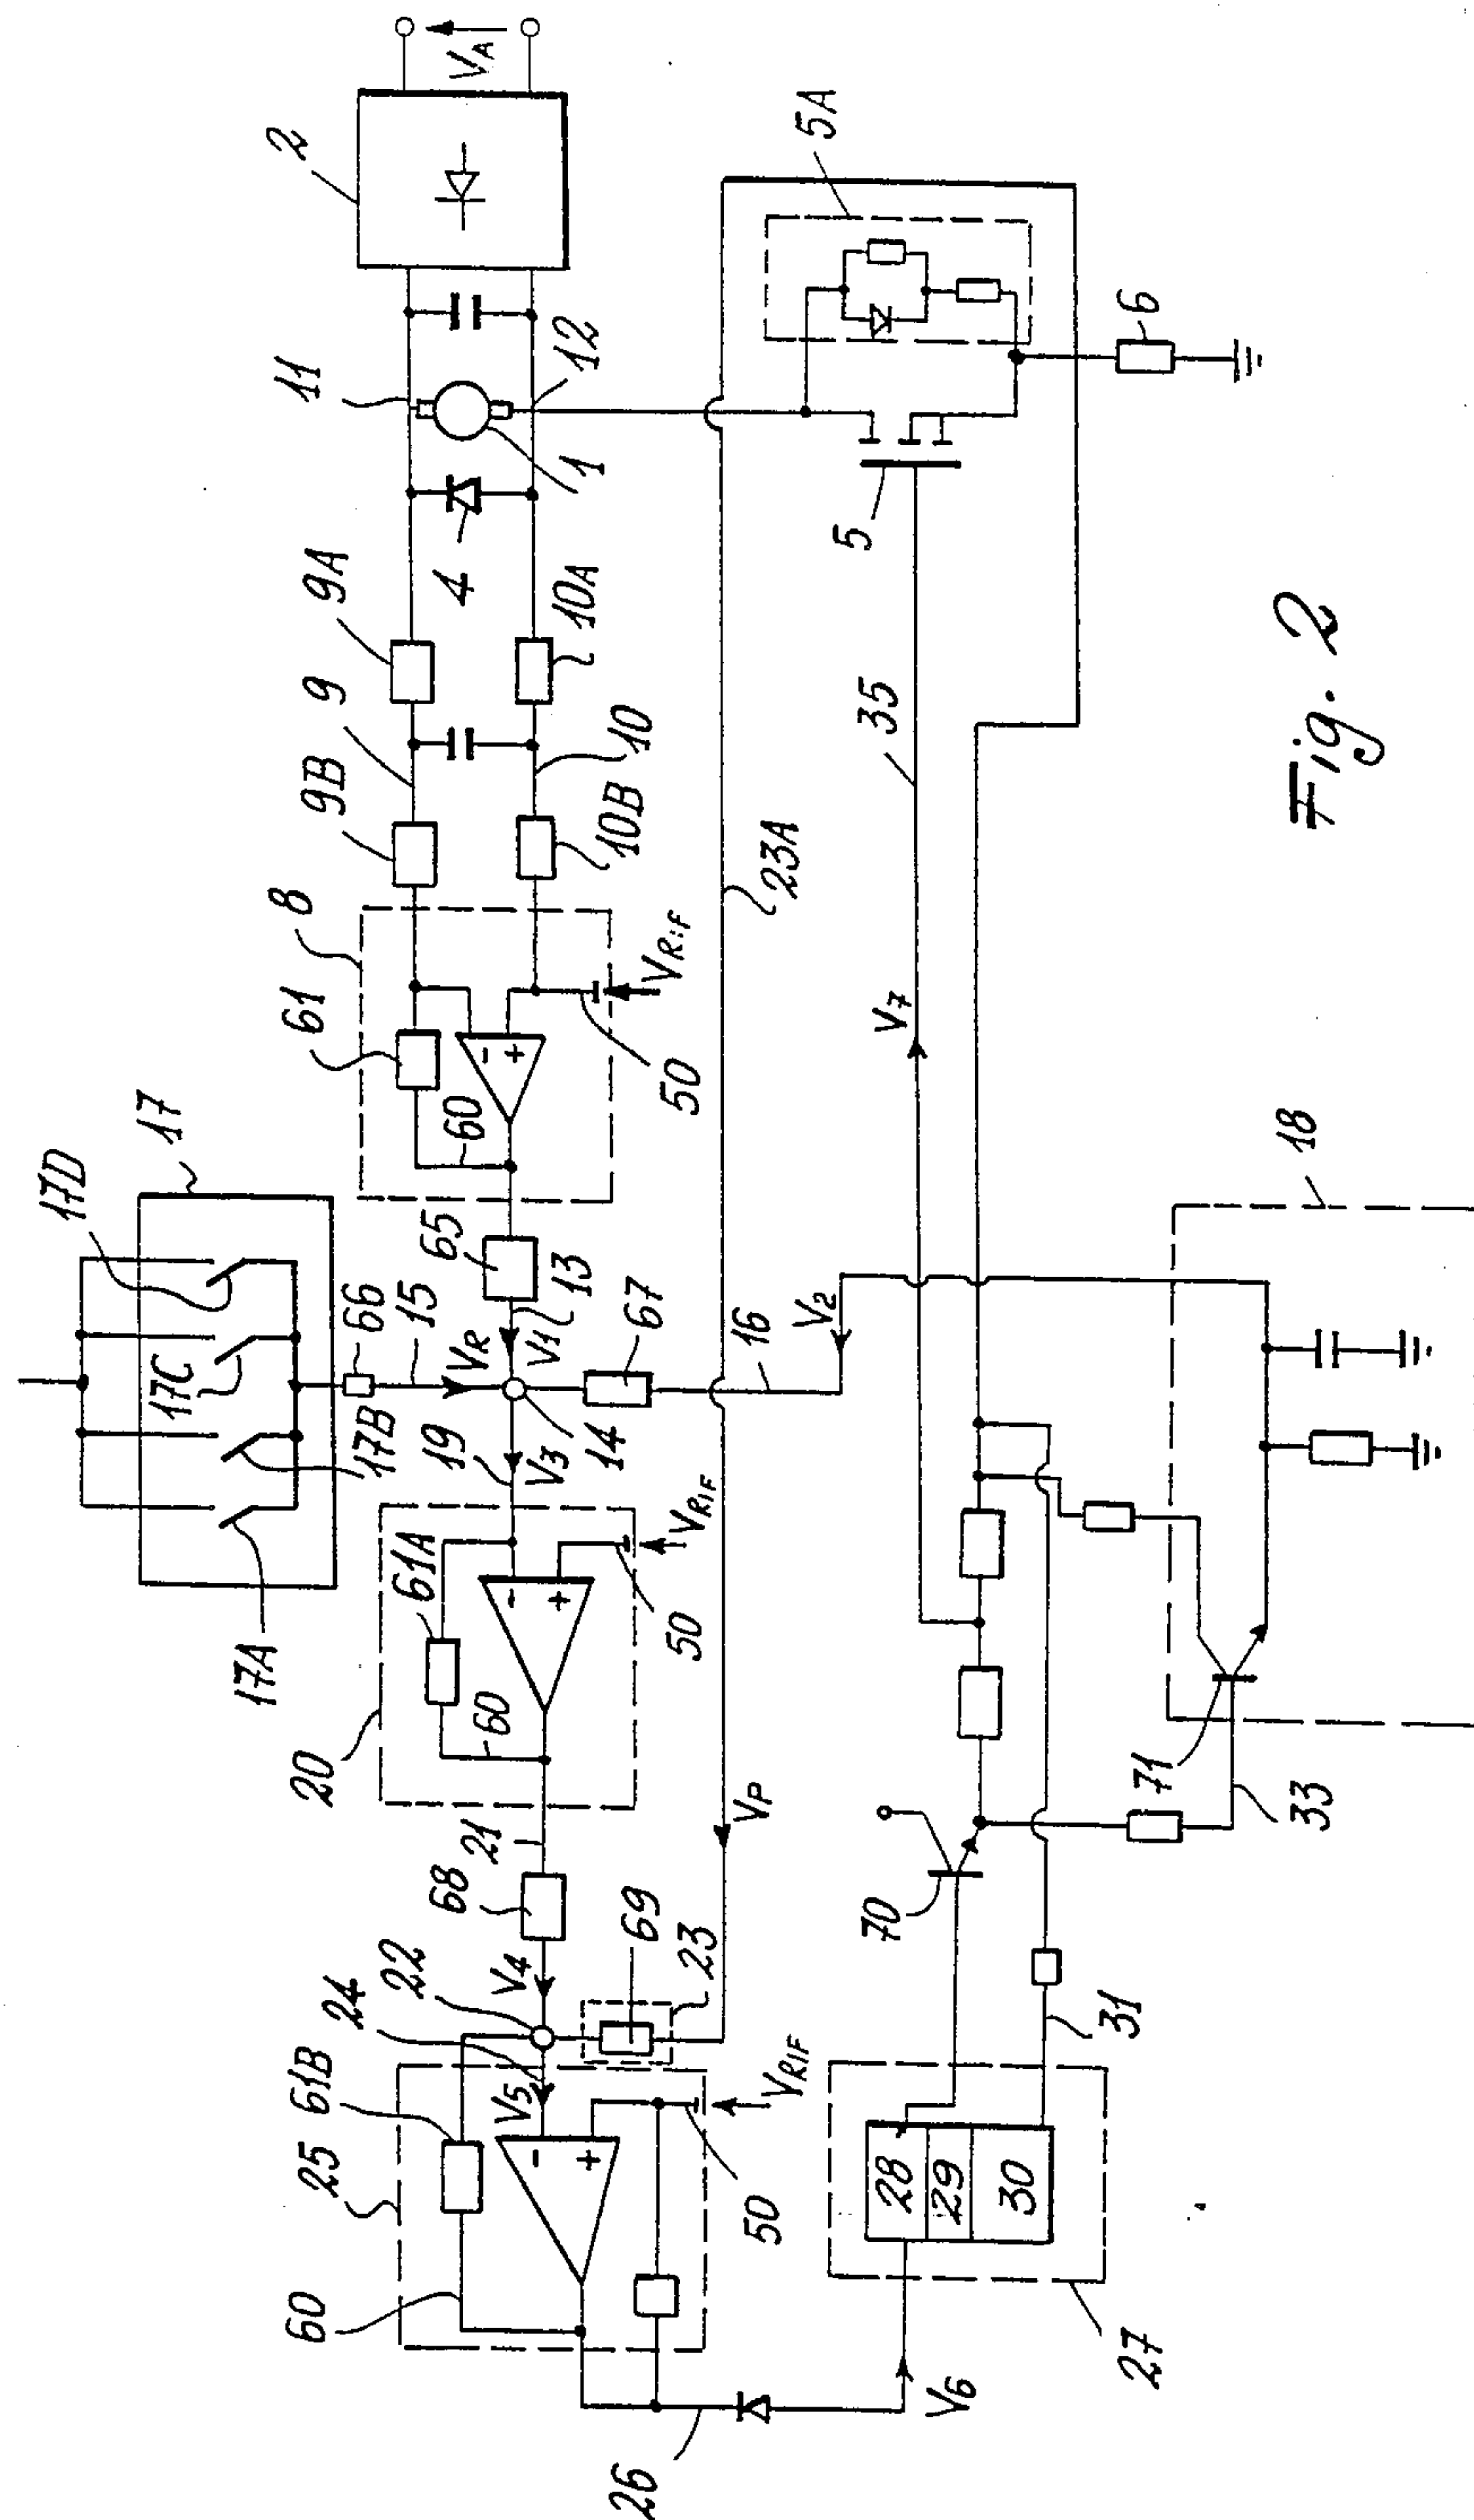 2
VA
11
12
1
4
9A
10A
9
10
9B
10B
8
61
60
-
+
50
VRIF
17
17D
17C
17B
17A
66
15
VR
65
13
V1
67
16
V2
14
19
V3
20
61A
60
-
+
50
VRIF
21
68
V4
22
24
69
23
VP
23A
V5
25
61B
60
-
+
50
VRIF
26
V6
27
28
29
30
31
70
71
33
18
V7
35
5
5A
6
Fig. 2